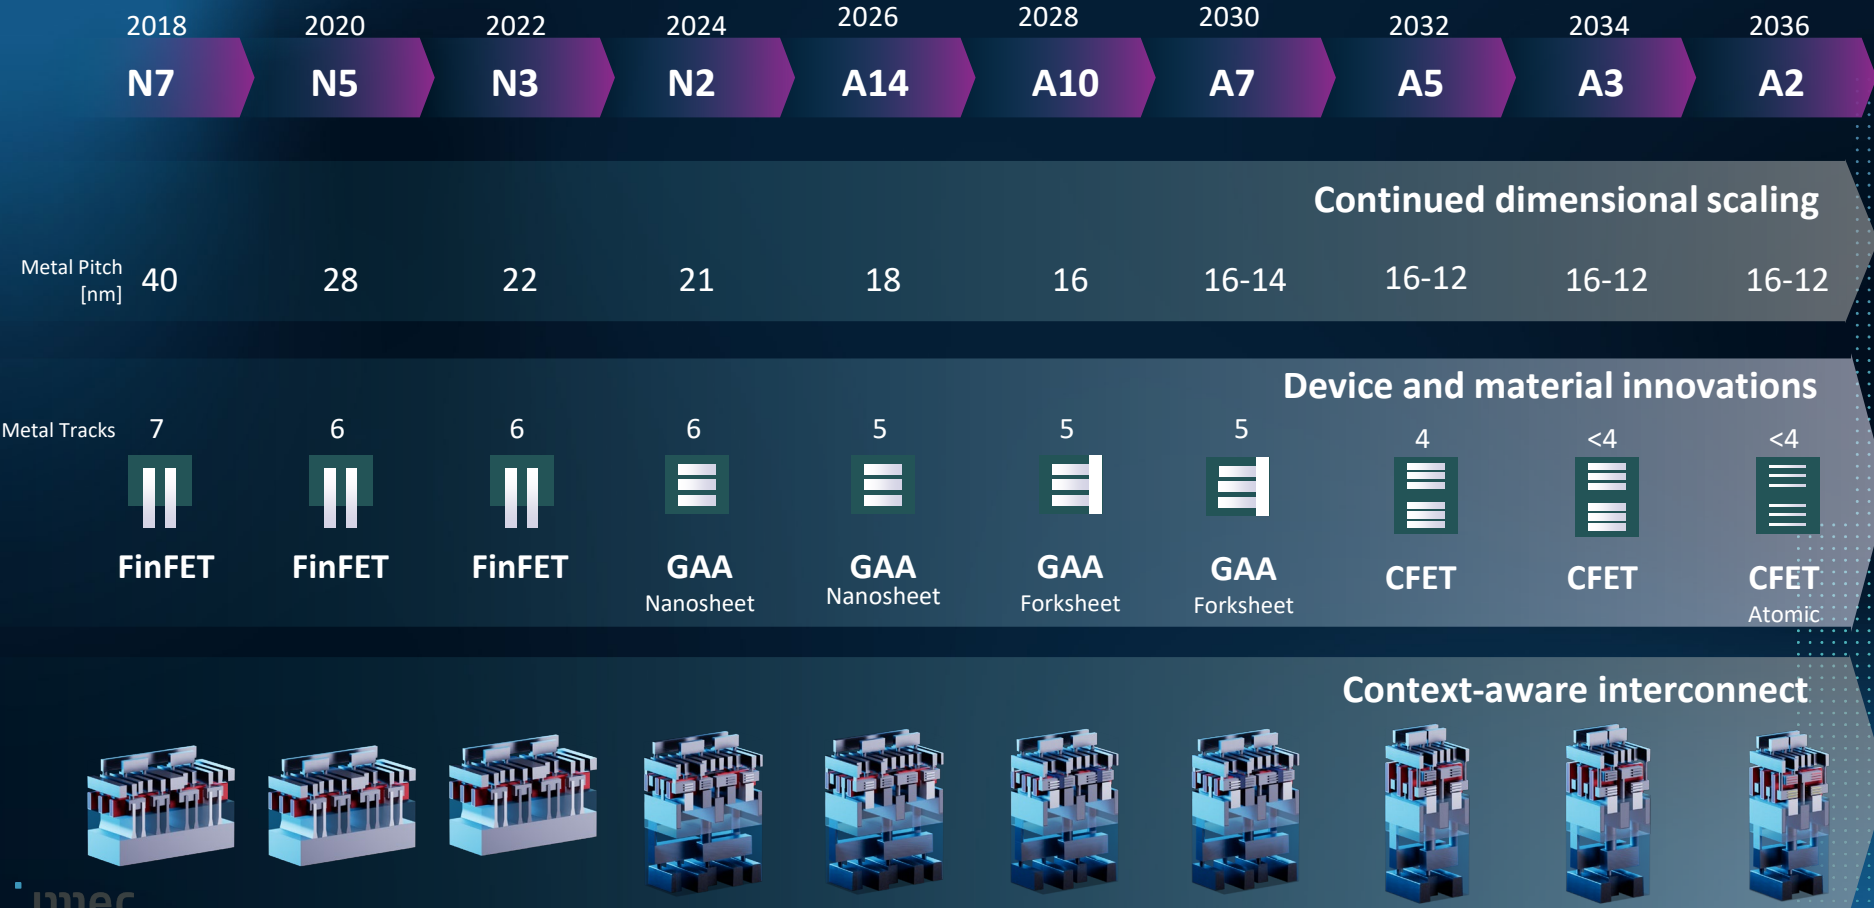 2018 2020 2022 2024 2026 2028 2030 2032 2034 2036
N7 N5 N3 N2 A14 A10 A7 A5 A3 A2
Continued dimensional scaling
Metal Pitch
[nm]
40 28 22 21 18 16 16-14 16-12 16-12 16-12
Device and material innovations
Metal Tracks 7 6 6 6 5 5 5 4 <4 <4
FinFET FinFET FinFET GAA GAA GAA GAA CFET CFET CFET
Nanosheet Nanosheet Forksheet Forksheet Atomic
Context-aware interconnect
imec